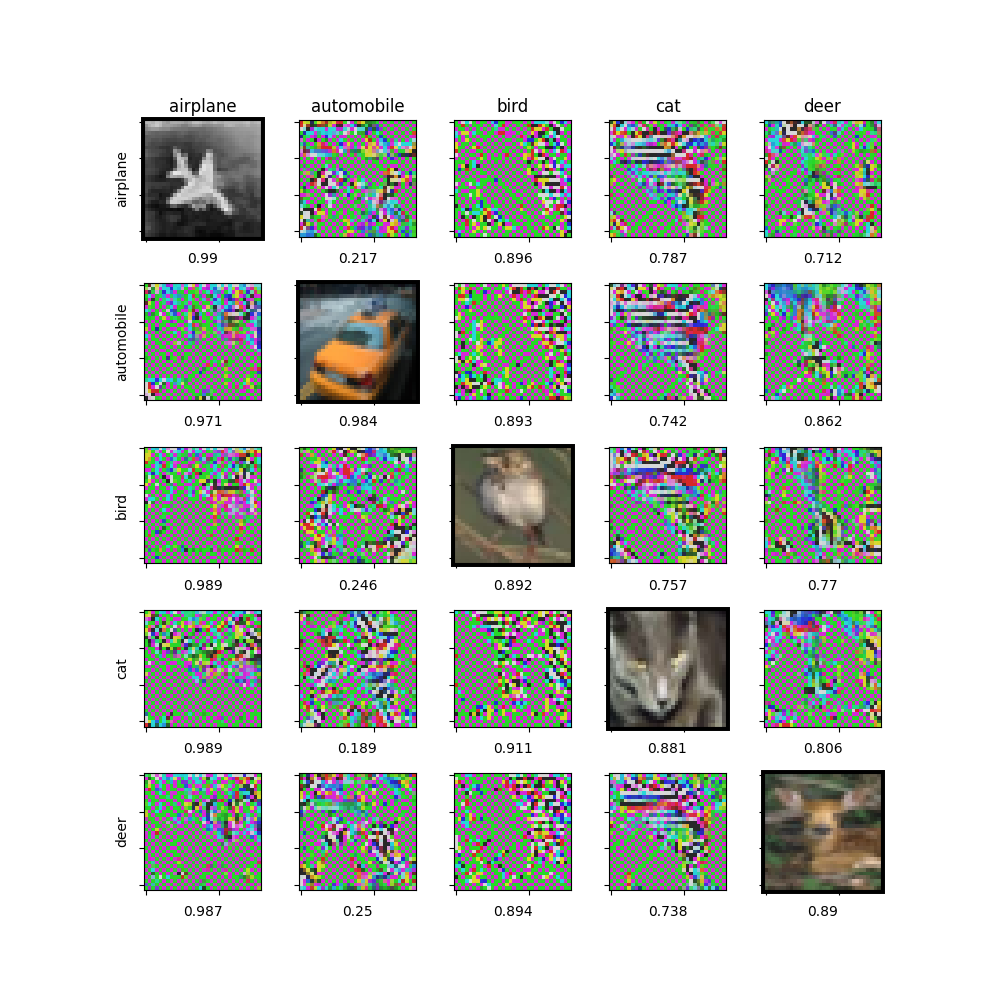 airplane automobile bird cat deer
airplane
0.99 0.217 0.896 0.787 0.712
automobile
0.971 0.984 0.893 0.742 0.862
bird
0.989 0.246 0.892 0.757 0.77
cat
0.989 0.189 0.911 0.881 0.806
deer
0.987 0.25 0.894 0.738 0.89